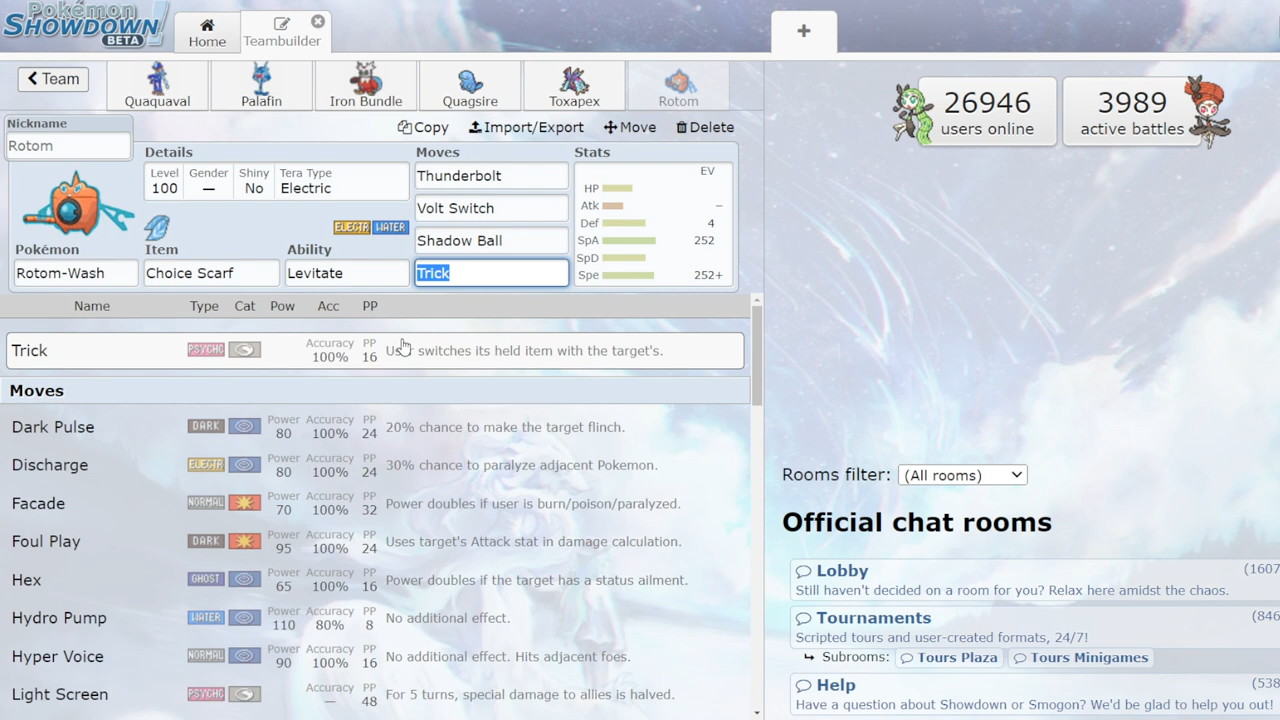 Pokémon
SHOWDOWN!
BETA
Home
Teambuilder
+
Team
Quaquaval
Palafin
Iron Bundle
Quagsire
Toxapex
Rotom
26946
users online
3989
active battles
Nickname
Rotom
Copy
Import/Export
Move
Delete
Details
Moves
Stats
Level
Gender
Shiny
Tera Type
100
—
No
Electric
Thunderbolt
EV
HP
Atk
–
Volt Switch
Def
4
ELECTR
WATER
Shadow Ball
SpA
252
SpD
Pokémon
Item
Ability
Rotom-Wash
Choice Scarf
Levitate
Trick
Spe
252+
Name
Type
Cat
Pow
Acc
PP
Trick
PSYCHC
Accuracy
100%
PP
16
User switches its held item with the target's.
Moves
Dark Pulse
DARK
Power
80
Accuracy
100%
PP
24
20% chance to make the target flinch.
Discharge
ELECTR
Power
80
Accuracy
100%
PP
24
30% chance to paralyze adjacent Pokemon.
Facade
NORMAL
Power
70
Accuracy
100%
PP
32
Power doubles if user is burn/poison/paralyzed.
Foul Play
DARK
Power
95
Accuracy
100%
PP
24
Uses target's Attack stat in damage calculation.
Hex
GHOST
Power
65
Accuracy
100%
PP
16
Power doubles if the target has a status ailment.
Hydro Pump
WATER
Power
110
Accuracy
80%
PP
8
No additional effect.
Hyper Voice
NORMAL
Power
90
Accuracy
100%
PP
16
No additional effect. Hits adjacent foes.
Light Screen
PSYCHC
Accuracy
—
PP
48
For 5 turns, special damage to allies is halved.
Rooms filter:
(All rooms)
Official chat rooms
Lobby
(1607
Still haven't decided on a room for you? Relax here amidst the chaos.
Tournaments
(846
Scripted tours and user-created formats, 24/7!
Subrooms:
Tours Plaza
Tours Minigames
Help
(538
Have a question about Showdown or Smogon? We'd be glad to help you out!